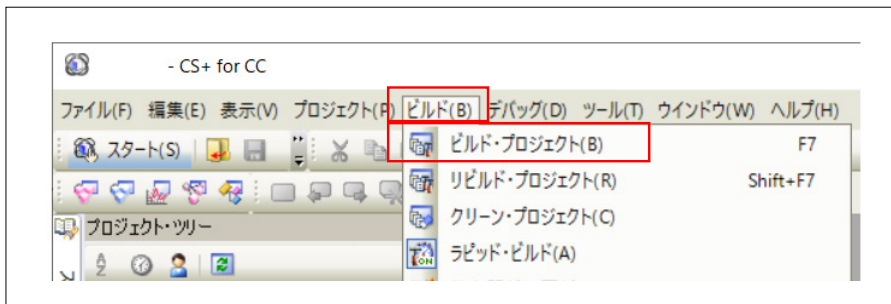 - CS+ for CC
ファイル(F) 編集(E) 表示(V) プロジェクト(P) ビルド(B) デバッグ(D) ツール(T) ウインドウ(W) ヘルプ(H)
スタート(S)
ビルド・プロジェクト(B) F7
リビルド・プロジェクト(R) Shift+F7
クリーン・プロジェクト(C)
ラピッド・ビルド(A)
プロジェクト・ツリー